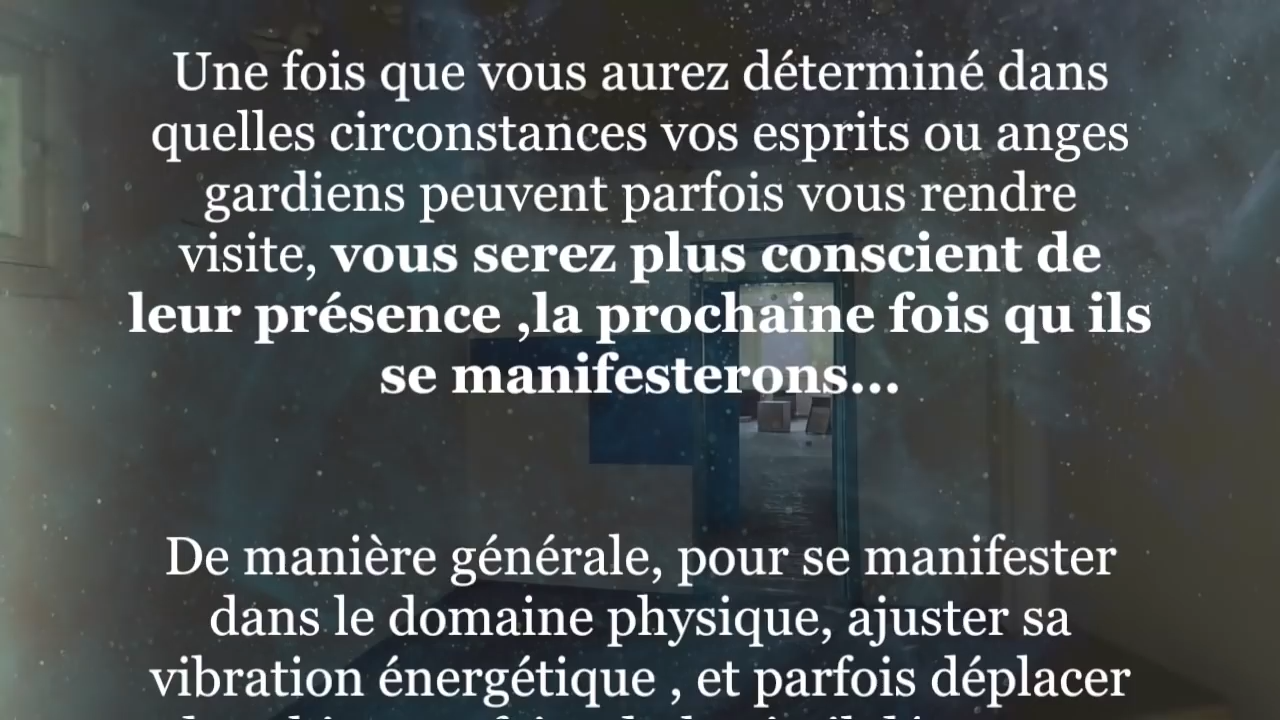 Une fois que vous aurez déterminé dans
quelles circonstances vos esprits ou anges
gardiens peuvent parfois vous rendre
visite, vous serez plus conscient de
leur présence ,la prochaine fois qu ils
se manifesterons...
De manière générale, pour se manifester
dans le domaine physique, ajuster sa
vibration énergétique , et parfois déplacer